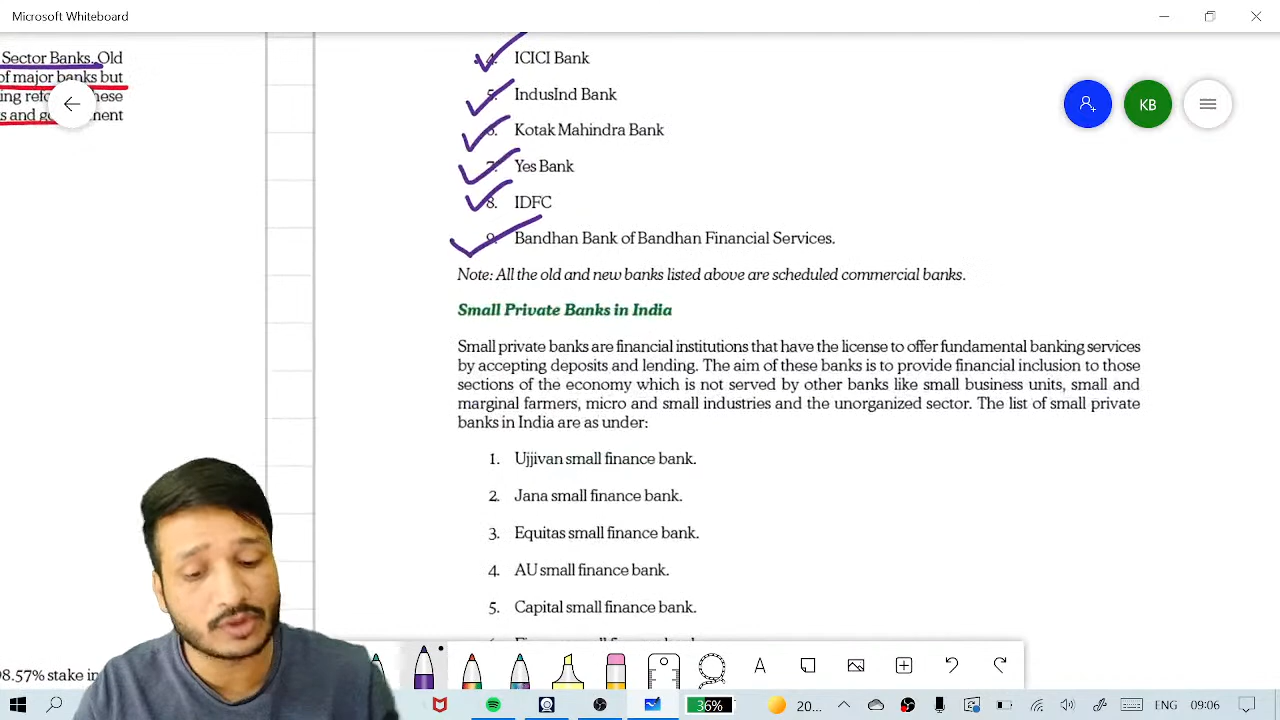 Microsoft Whiteboard
Sector Banks. Old
of major banks but
ing these
s and
4. ICICI Bank
5. IndusInd Bank
6. Kotak Mahindra Bank
7. Yes Bank
8. IDFC
9. Bandhan Bank of Bandhan Financial Services.
Note: All the old and new banks listed above are scheduled commercial banks.
Small Private Banks in India
Small private banks are financial institutions that have the license to offer fundamental banking services
by accepting deposits and lending. The aim of these banks is to provide financial inclusion to those
sections of the economy which is not served by other banks like small business units, small and
marginal farmers, micro and small industries and the unorganized sector. The list of small private
banks in India are as under:
1. Ujjivan small finance bank.
2. Jana small finance bank.
3. Equitas small finance bank.
4. AU small finance bank.
5. Capital small finance bank.
98.57% stake in
KB
A
36%
20...
ENG
09:06